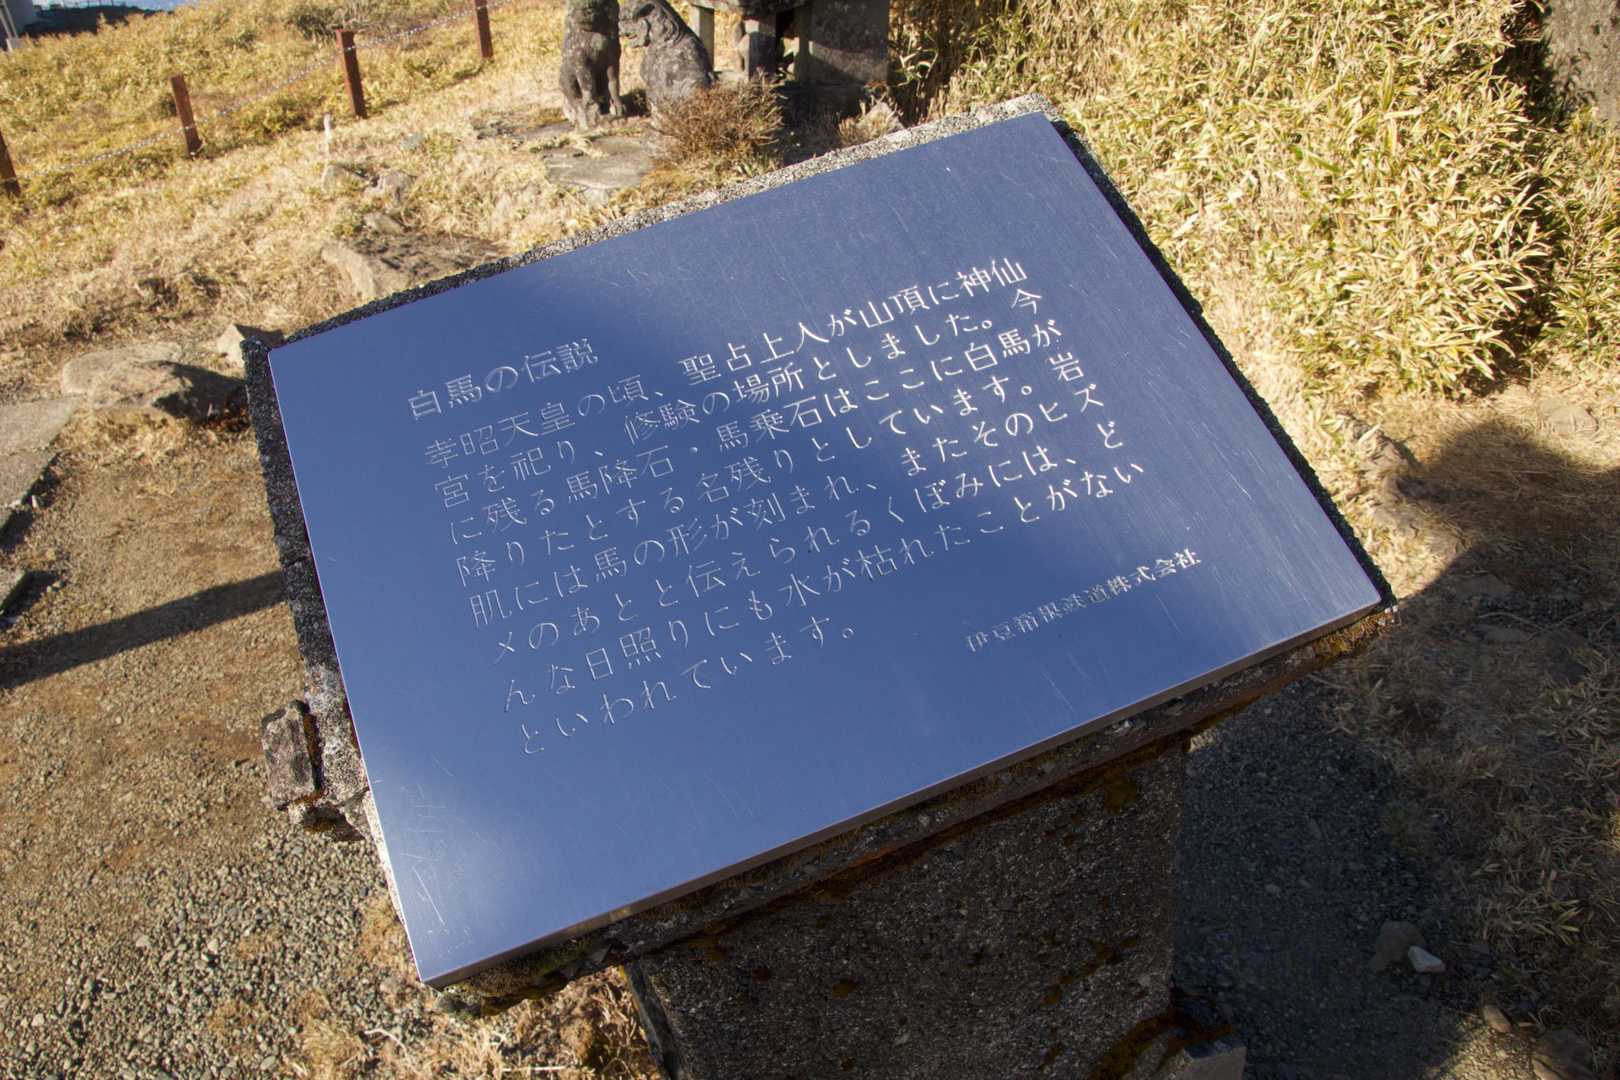 白馬の伝説
孝昭天皇の頃、聖占上人が山頂に神仙
宮を祀り、修験の場所としました。今
に残る馬降石・馬乗石はここに白馬が
降りたとする名残りとしています。岩
肌には馬の形が刻まれ、またそのヒズ
メのあとと伝えられるくぼみには、ど
んな日照りにも水が枯れたことがない
といわれています。
伊豆箱根鉄道株式会社